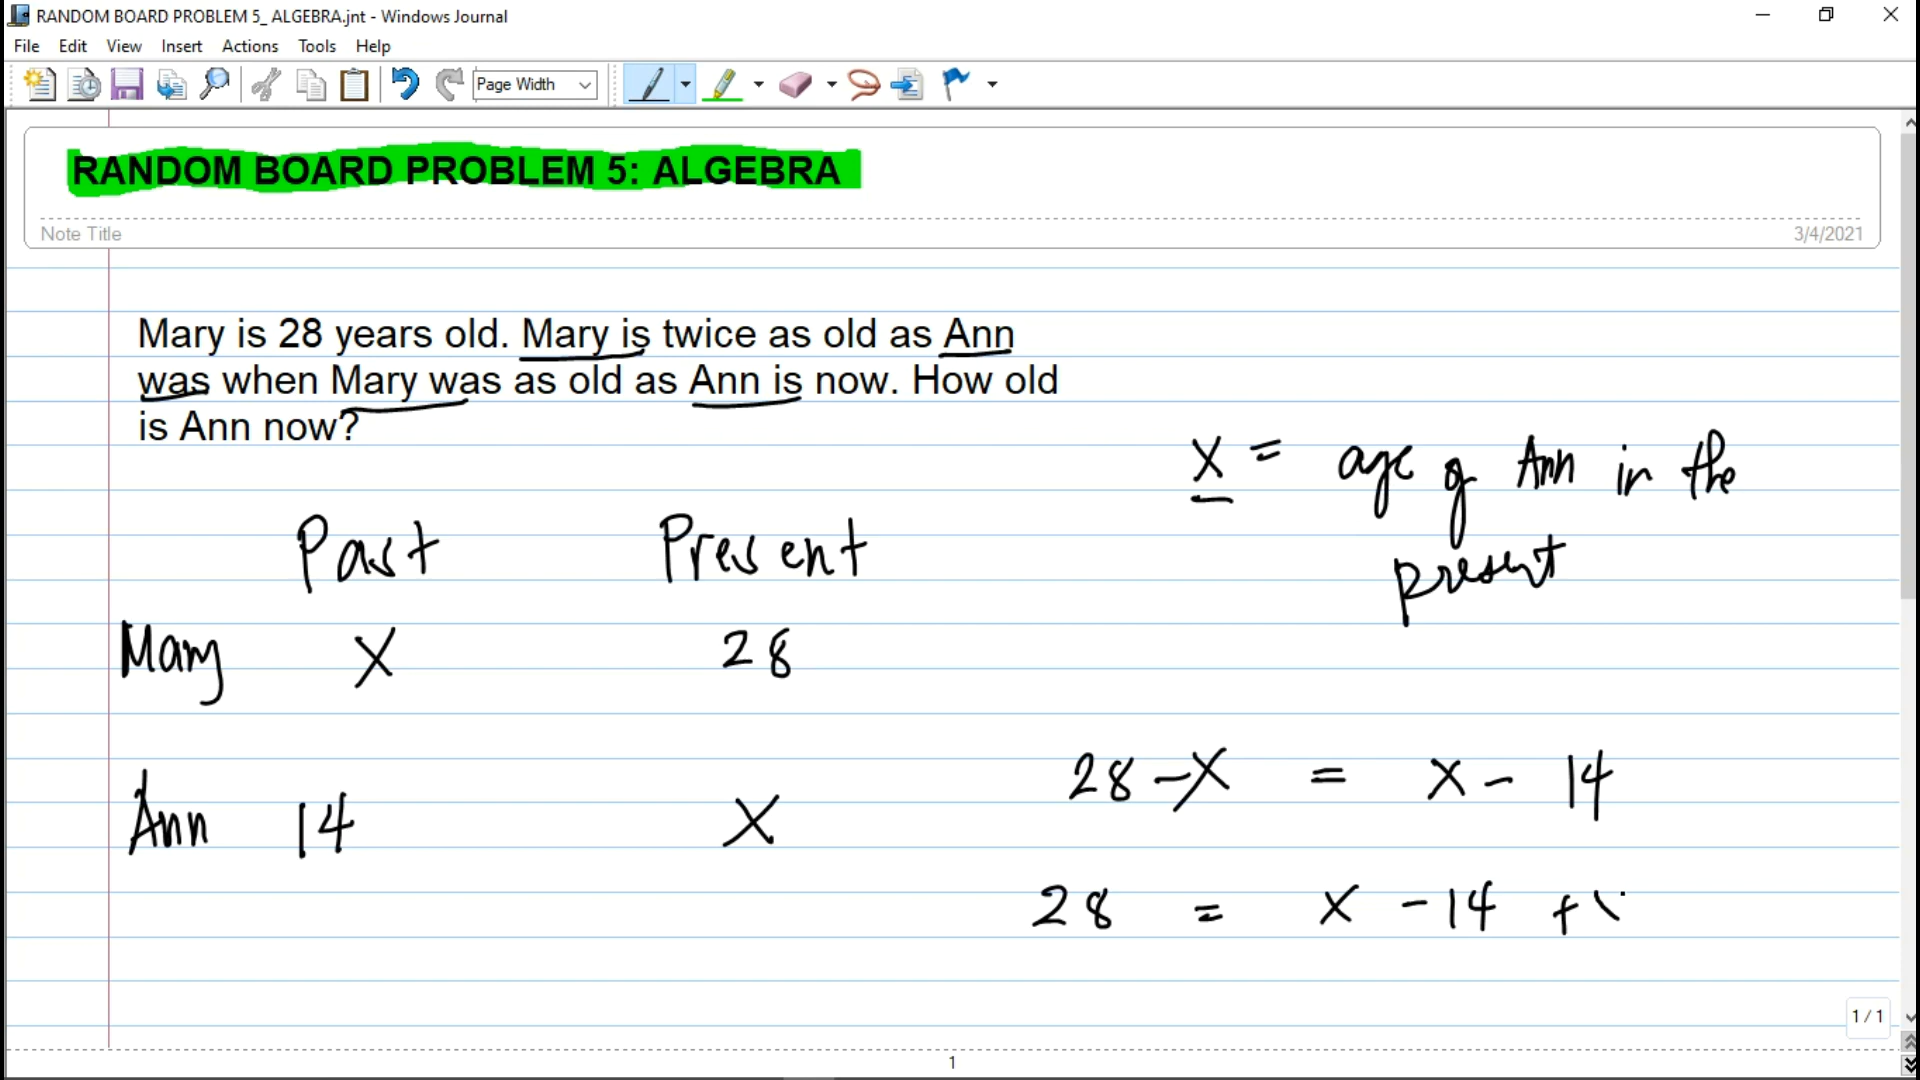 RANDOM BOARD PROBLEM 5_ ALGEBRA.jnt - Windows Journal
File Edit View Insert Actions Tools Help
Page Width
RANDOM BOARD PROBLEM 5: ALGEBRA
Note Title
3/4/2021
Mary is 28 years old. Mary is twice as old as Ann
was when Mary was as old as Ann is now. How old
is Ann now?
X = age of Ann in the
present
Past Present
Mary X 28
28 - X = X - 14
Ann 14 X
28 = X - 14 +
1 / 1
1